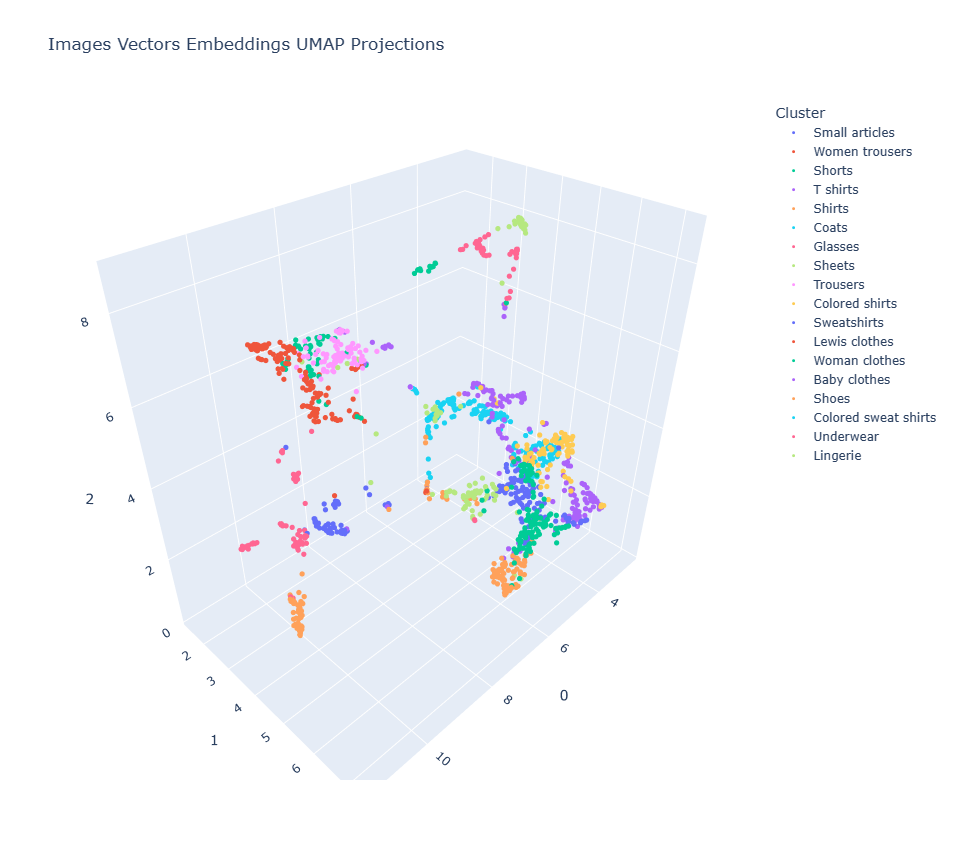 Images Vectors Embeddings UMAP Projections
Cluster
Small articles
Women trousers
Shorts
T shirts
Shirts
Coats
Glasses
Sheets
Trousers
Colored shirts
Sweatshirts
Lewis clothes
Woman clothes
Baby clothes
Shoes
Colored sweat shirts
Underwear
Lingerie
8
6
2
4
2
0
2
3
4
5
6
1
4
6
8
10
0